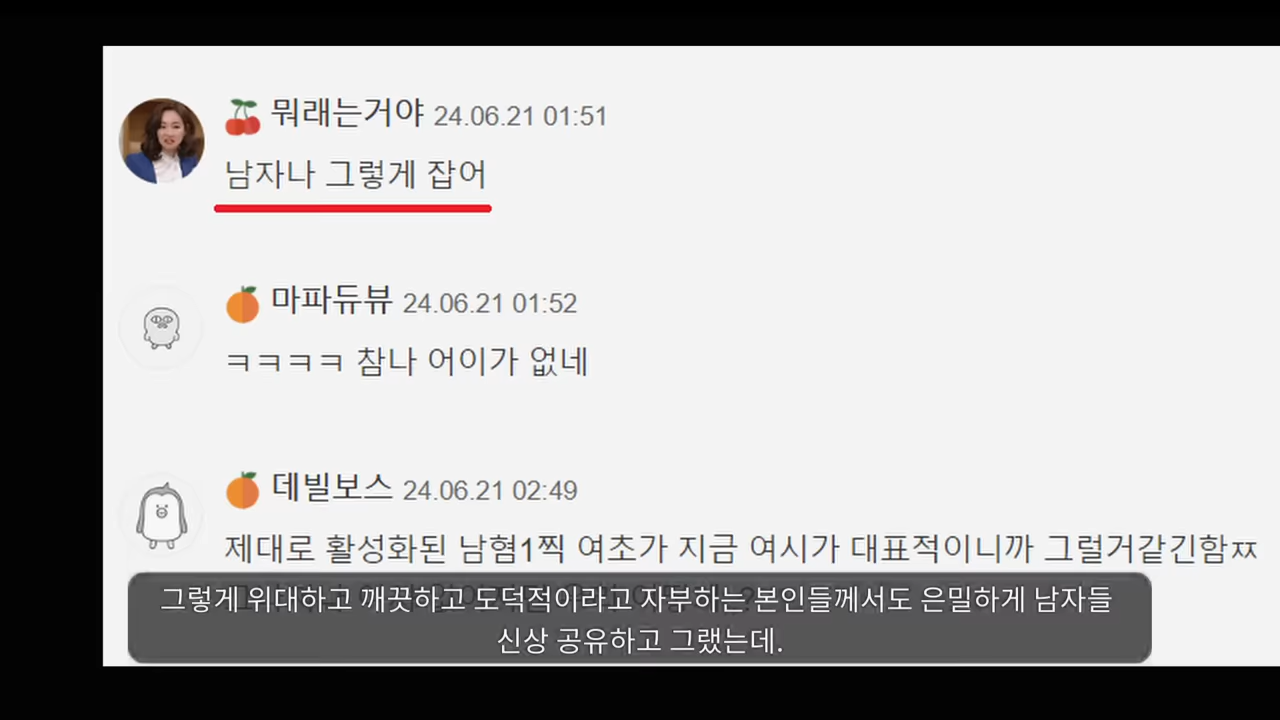 뭐래는거야 24.06.21 01:51
남자나 그렇게 잡어
마파듀뷰 24.06.21 01:52
ㅋㅋㅋㅋ 참나 어이가 없네
데빌보스 24.06.21 02:49
제대로 활성화된 남혐1찍 여초가 지금 여시가 대표적이니까 그럴거같긴함ㅉ
그렇게 위대하고 깨끗하고 도덕적이라고 자부하는 본인들께서도 은밀하게 남자들
신상 공유하고 그랬는데.